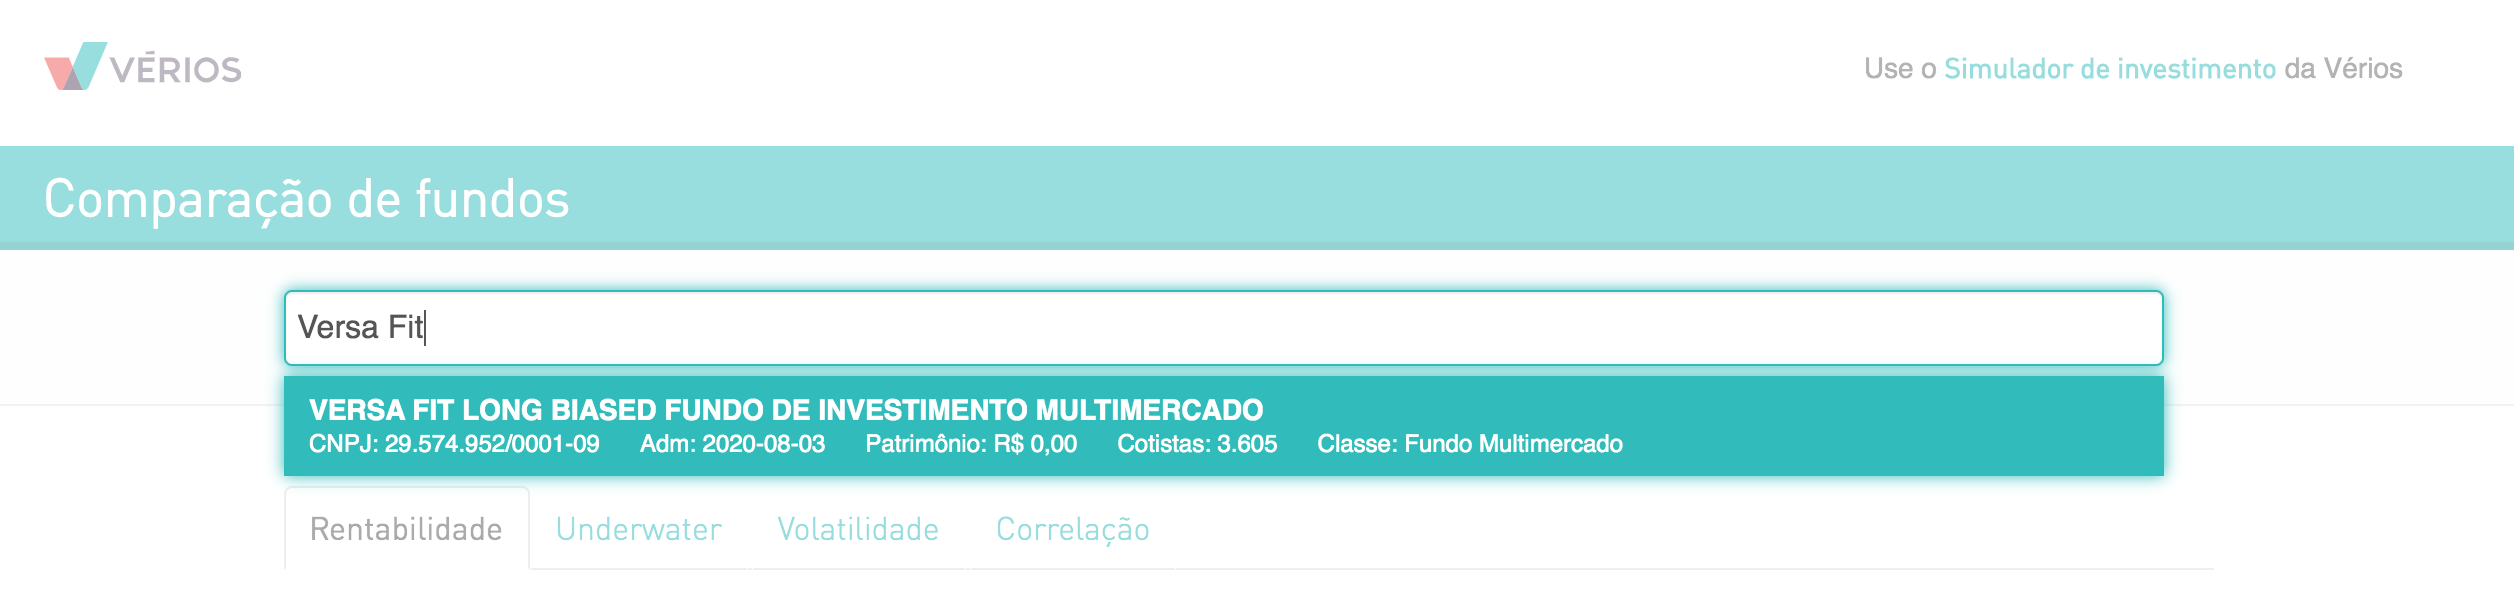 VÉRIOS
Use o Simulador de investimento da Vérios
Comparação de fundos
Versa Fit
VERSA FIT LONG BIASED FUNDO DE INVESTIMENTO MULTIMERCADO
CNPJ: 29.574.952/0001-09 Adm: 2020-08-03 Patrimônio: R$ 0,00 Cotistas: 3.605 Classe: Fundo Multimercado
Rentabilidade Underwater Volatilidade Correlação